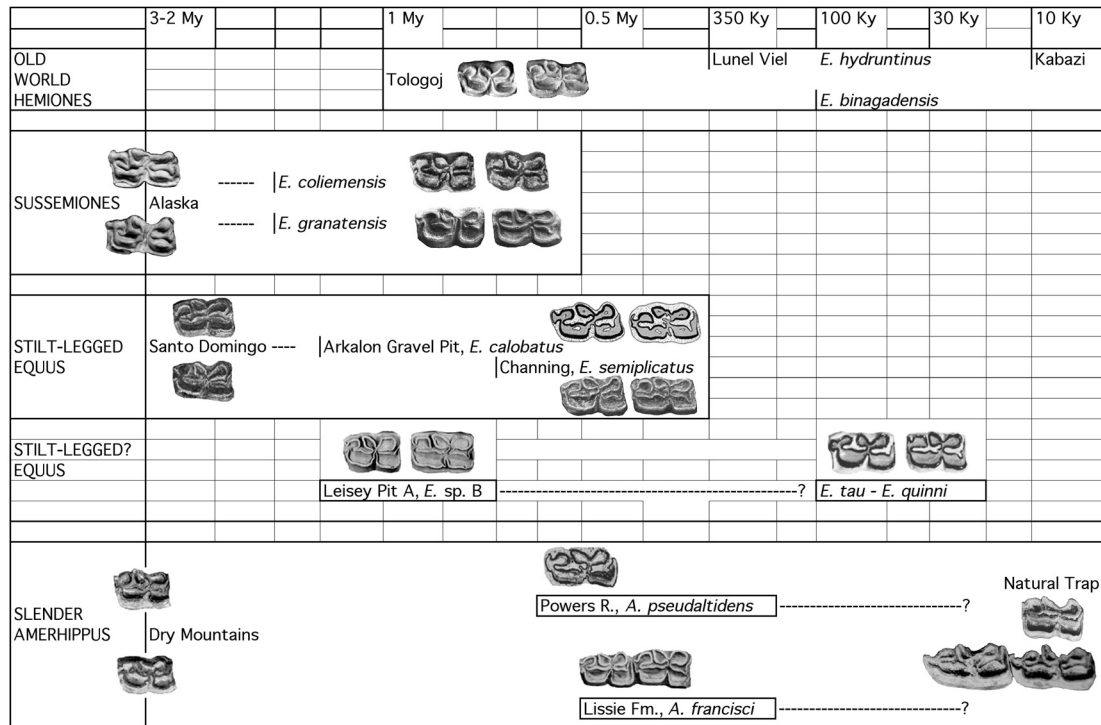 3-2 My 1 My 0.5 My 350 Ky 100 Ky 30 Ky 10 Ky
OLD
WORLD
HEMIONES
Tologoj
Lunel Viel
E. hydruntinus
Kabazi
E. binagadensis
SUSSEMIONES
Alaska
------ E. coliemensis
------ E. granatensis
STILT-LEGGED
EQUUS
Santo Domingo ----
Arkalon Gravel Pit, E. calobatus
Channing, E. semiplicatus
STILT-LEGGED?
EQUUS
Leisey Pit A, E. sp. B
------------------------------------------?
E. tau - E. quinni
SLENDER
AMERHIPPUS
Dry Mountains
Powers R., A. pseudaltidens
-------------------------?
Natural Trap
Lissie Fm., A. francisci
-------------------------?